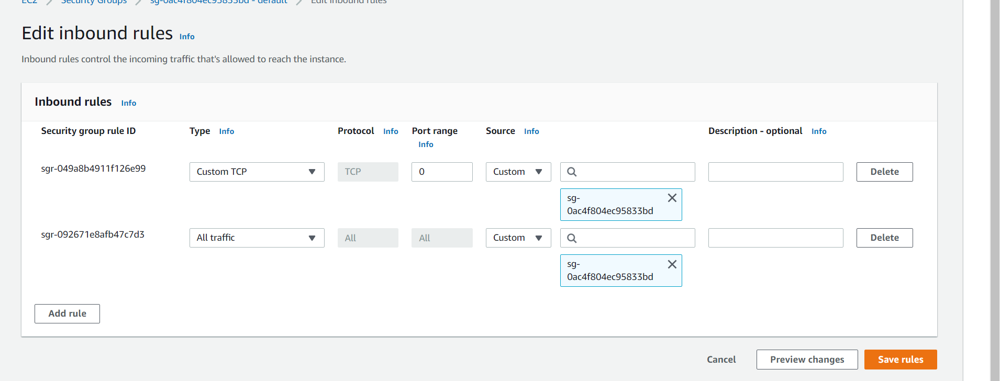 EC2 > Security Groups > sg-0ac4f804ec95833bd - default > Edit inbound rules
Edit inbound rules Info
Inbound rules control the incoming traffic that's allowed to reach the instance.
Inbound rules Info
Security group rule ID Type Info Protocol Info Port range Info Source Info Description - optional Info
sgr-049a8b4911f126e99 Custom TCP TCP 0 Custom Delete
sg-
0ac4f804ec95833bd
sgr-092671e8afb47c7d3 All traffic All All Custom Delete
sg-
0ac4f804ec95833bd
Add rule
Cancel Preview changes Save rules